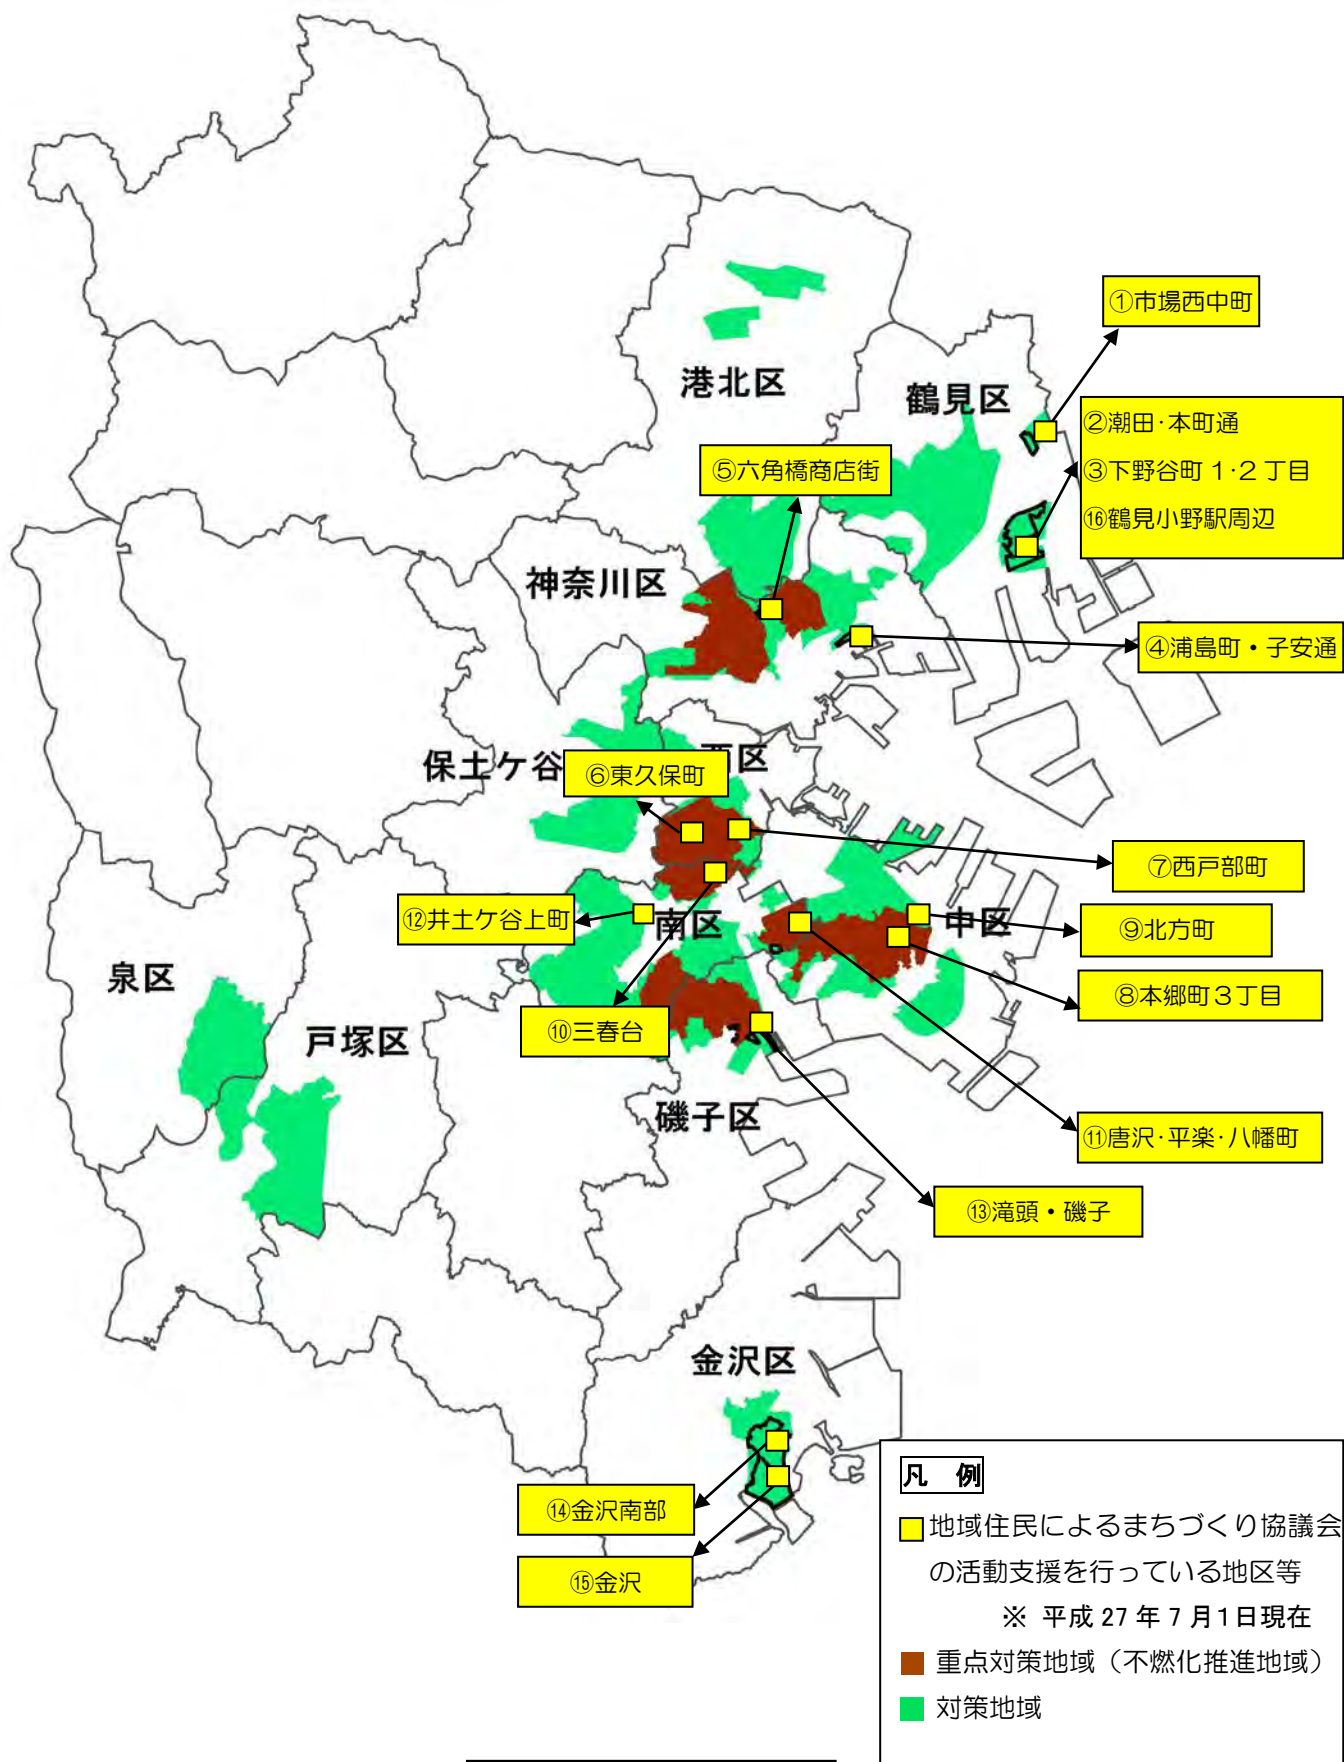 ①市場西中町
港北区
鶴見区
②潮田･本町通
③下野谷町 1･2 丁目
⑯鶴見小野駅周辺
⑤六角橋商店街
神奈川区
④浦島町・子安通
西区
保土ケ谷
⑥東久保町
⑦西戸部町
⑫井土ケ谷上町
南区
中区
⑨北方町
泉区
⑧本郷町３丁目
⑩三春台
戸塚区
磯子区
⑪唐沢･平楽･八幡町
⑬滝頭・磯子
金沢区
⑭金沢南部
⑮金沢
凡 例
地域住民によるまちづくり協議会
の活動支援を行っている地区等
※ 平成 27 年 7 月1日現在
重点対策地域（不燃化推進地域）
対策地域